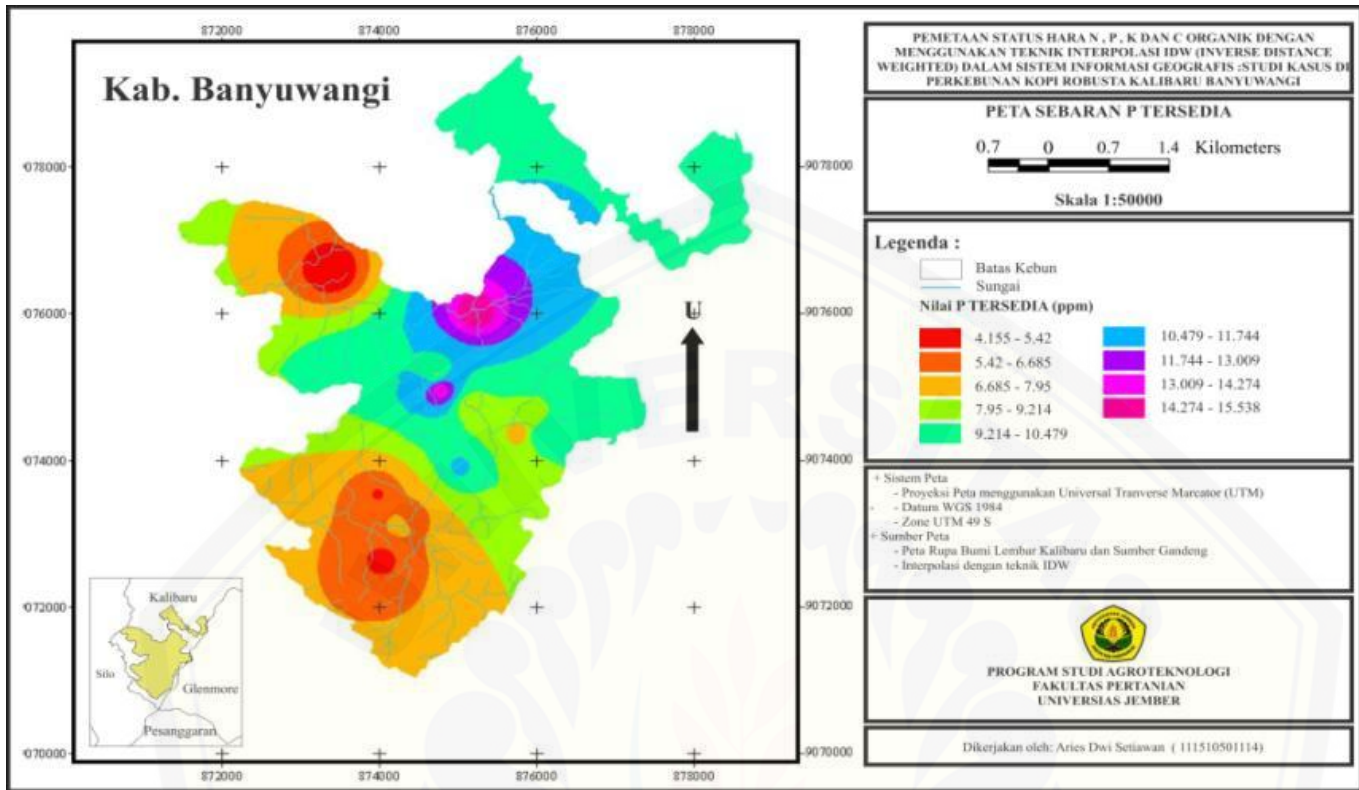 872000 874000 876000 878000
Kab. Banyuwangi
9078000 9078000
9076000 9076000
9074000 9074000
9072000 9072000
9070000 9070000
872000 874000 876000 878000
U
Kalibaru
Silo
Glenmore
Pesanggaran
PEMETAAN STATUS HARA N , P , K DAN C ORGANIK DENGAN
MENGGUNAKAN TEKNIK INTERPOLASI IDW (INVERSE DISTANCE
WEIGHTED) DALAM SISTEM INFORMASI GEOGRAFIS :STUDI KASUS DI
PERKEBUNAN KOPI ROBUSTA KALIBARU BANYUWANGI
PETA SEBARAN P TERSEDIA
0.7 0 0.7 1.4 Kilometers
Skala 1:50000
Legenda :
Batas Kebun
Sungai
Nilai P TERSEDIA (ppm)
4.155 - 5.42
5.42 - 6.685
6.685 - 7.95
7.95 - 9.214
9.214 - 10.479
10.479 - 11.744
11.744 - 13.009
13.009 - 14.274
14.274 - 15.538
+ Sistem Peta
- Proyeksi Peta menggunakan Universal Tranverse Marcator (UTM)
- - Datum WGS 1984
- Zone UTM 49 S
+ Sumber Peta
- Peta Rupa Bumi Lembar Kalibaru dan Sumber Gandeng
- Interpolasi dengan teknik IDW
PROGRAM STUDI AGROTEKNOLOGI
FAKULTAS PERTANIAN
UNIVERSIAS JEMBER
Dikerjakan oleh: Aries Dwi Setiawan ( 111510501114)